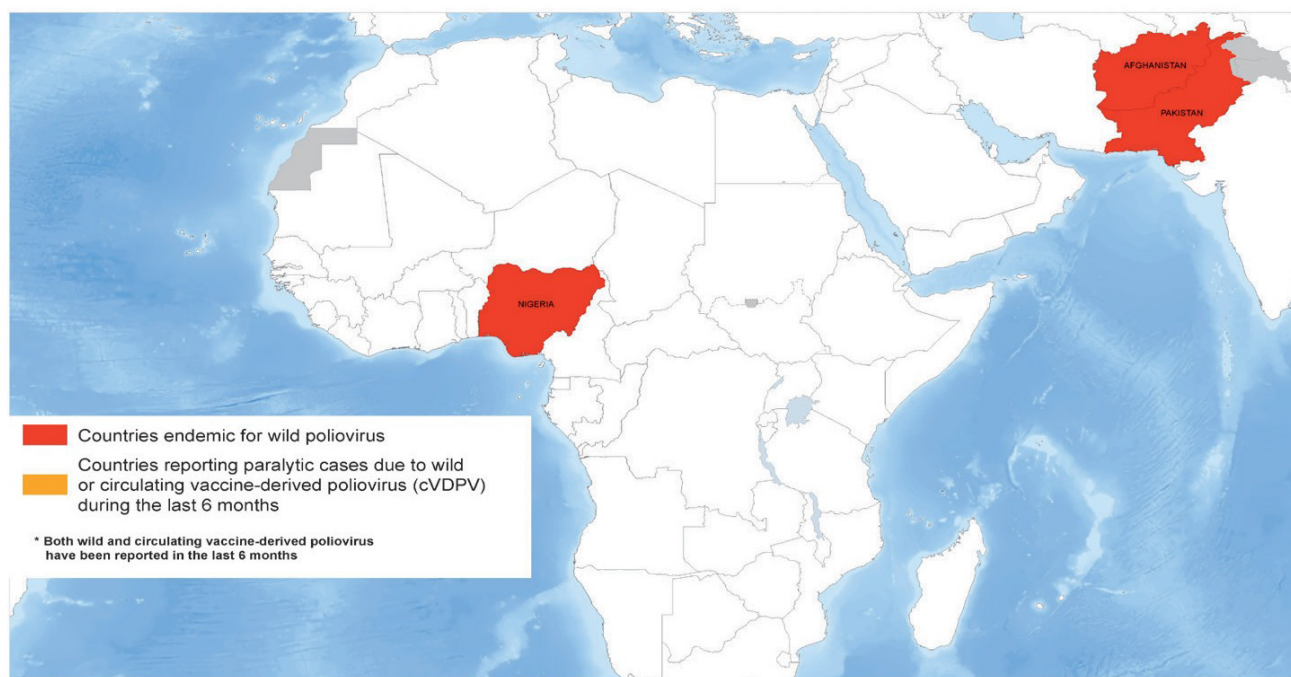 AFGHANISTAN
PAKISTAN
NIGERIA
Countries endemic for wild poliovirus
Countries reporting paralytic cases due to wild
or circulating vaccine-derived poliovirus (cVDPV)
during the last 6 months
* Both wild and circulating vaccine-derived poliovirus
have been reported in the last 6 months